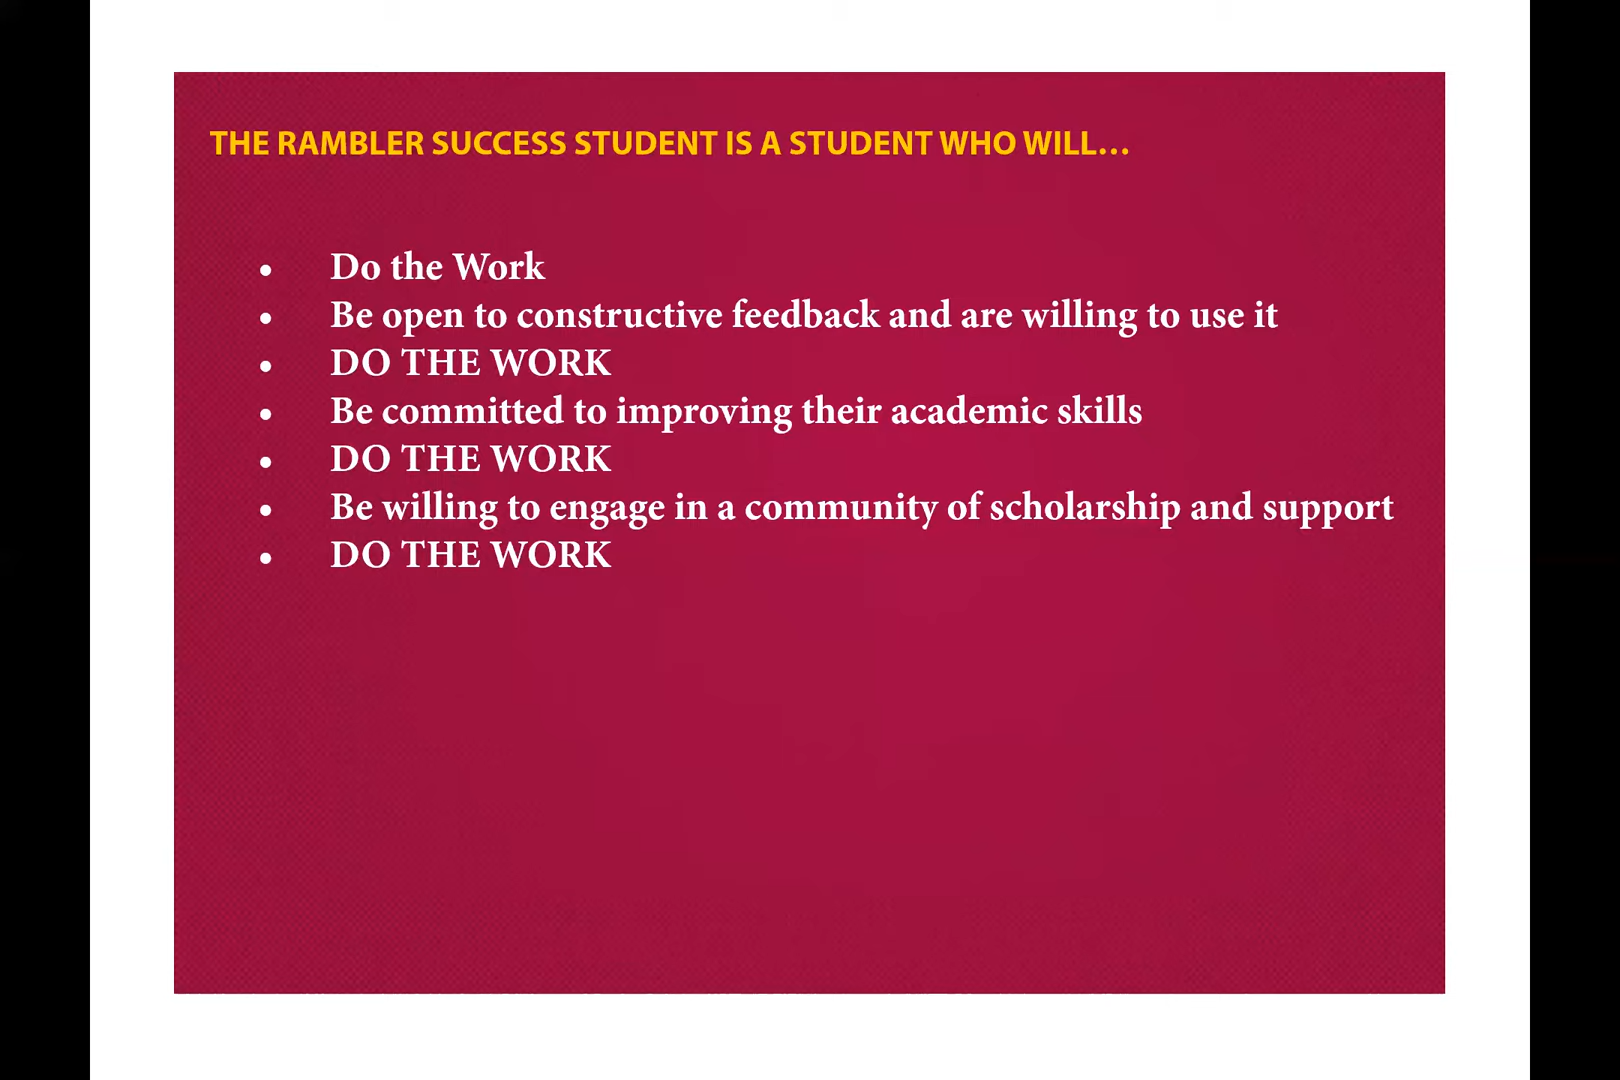 THE RAMBLER SUCCESS STUDENT IS A STUDENT WHO WILL…
• Do the Work
• Be open to constructive feedback and are willing to use it
• DO THE WORK
• Be committed to improving their academic skills
• DO THE WORK
• Be willing to engage in a community of scholarship and support
• DO THE WORK